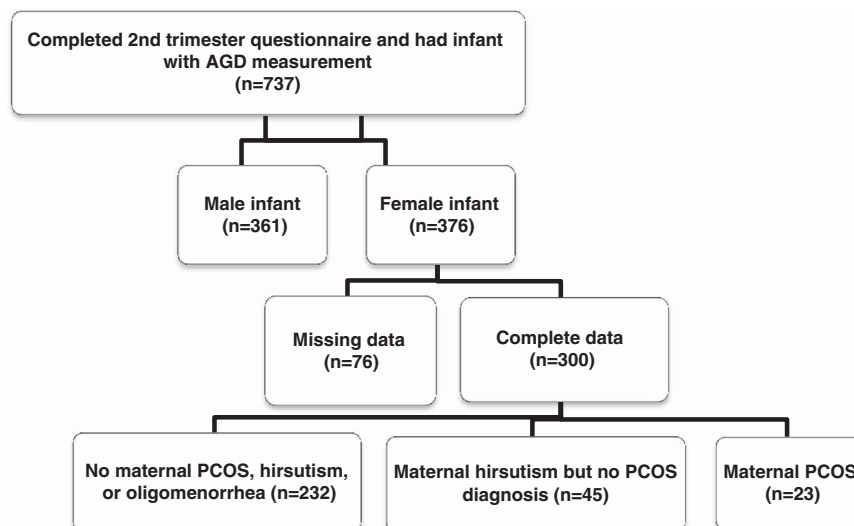 Completed 2nd trimester questionnaire and had infant
with AGD measurement
(n=737)
Male infant
(n=361)
Female infant
(n=376)
Missing data
(n=76)
Complete data
(n=300)
No maternal PCOS, hirsutism,
or oligomenorrhea (n=232)
Maternal hirsutism but no PCOS
diagnosis (n=45)
Maternal PCOS
(n=23)